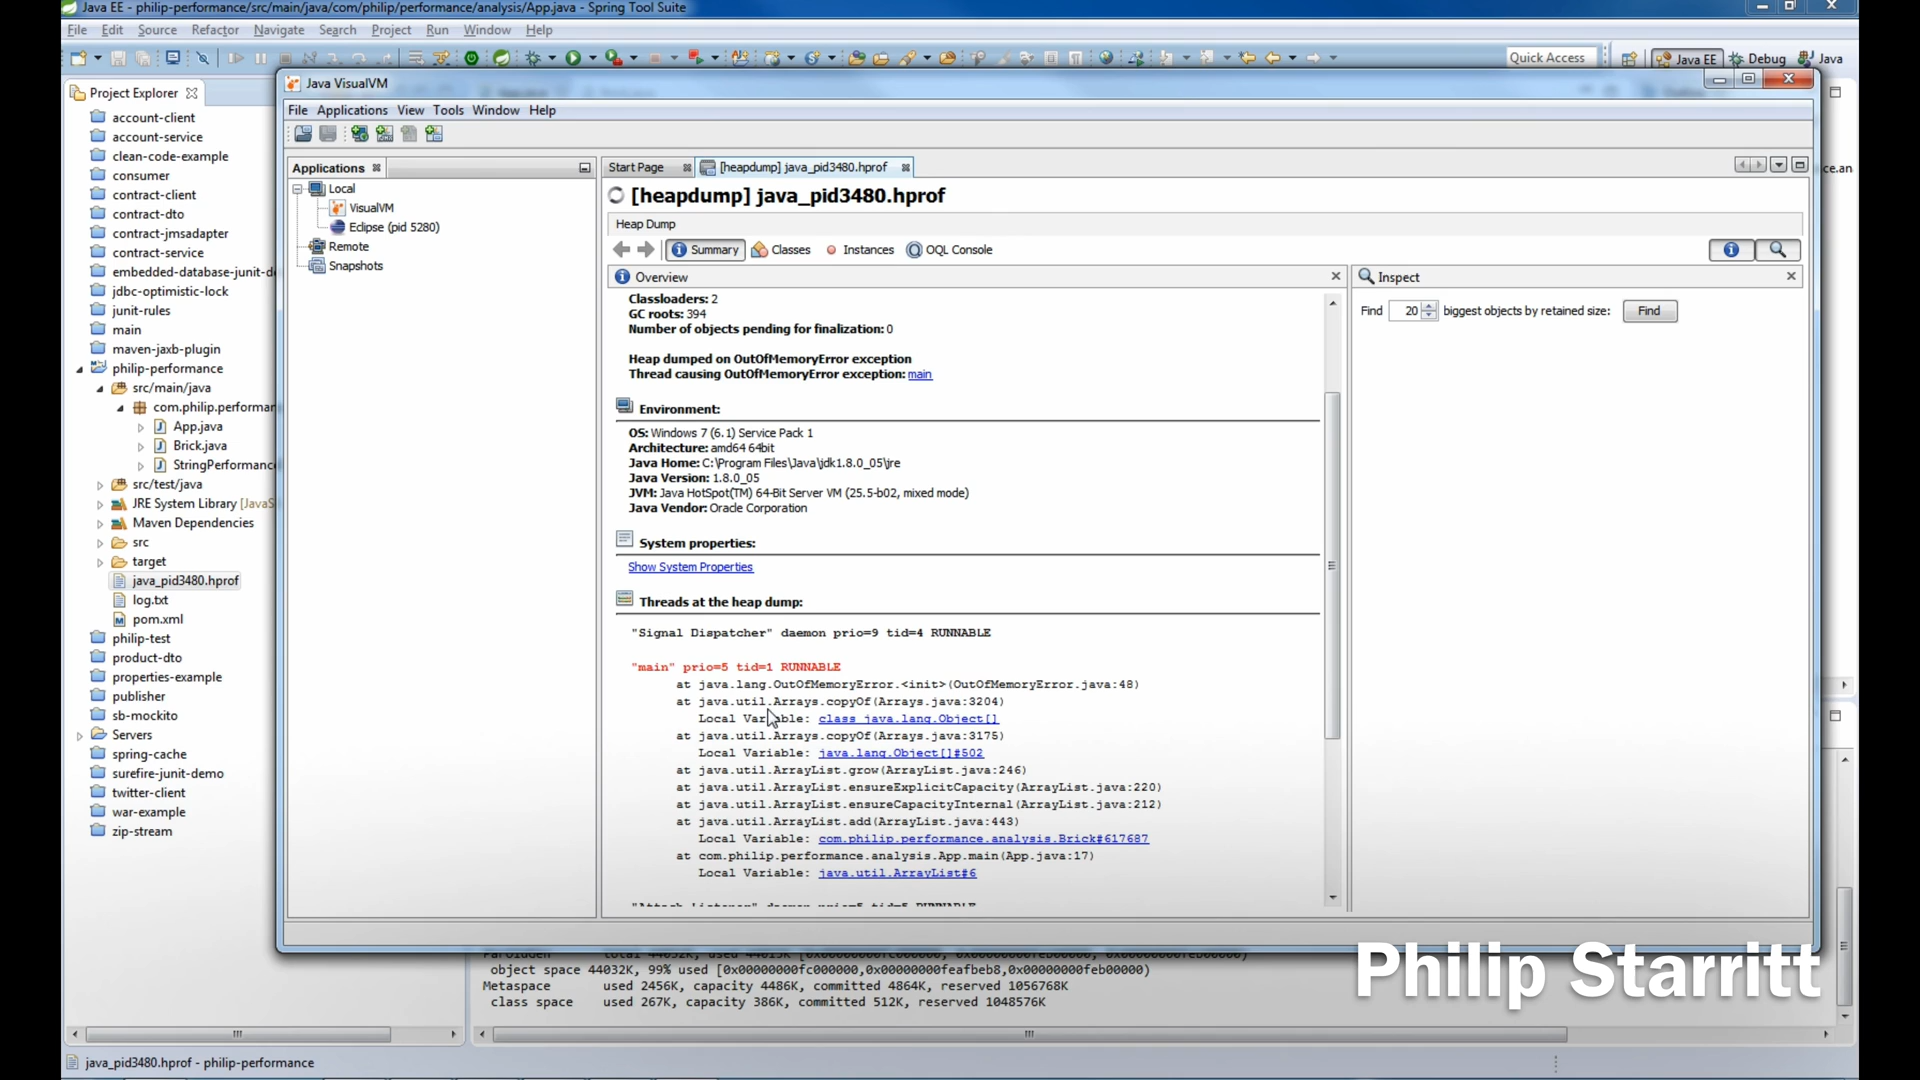 Java EE - philip-performance/src/main/java/com/philip/performance/analysis/App.java - Spring Tool Suite
File Edit Source Refactor Navigate Search Project Run Window Help
Quick Access
Java EE
Debug
Java
Project Explorer
account-client
account-service
clean-code-example
consumer
contract-client
contract-dto
contract-jmsadapter
contract-service
embedded-database-junit-d
jdbc-optimistic-lock
junit-rules
main
maven-jaxb-plugin
philip-performance
src/main/java
com.philip.performan
App.java
Brick.java
StringPerformanc
src/test/java
JRE System Library [JavaS
Maven Dependencies
src
target
java_pid3480.hprof
log.txt
pom.xml
philip-test
product-dto
properties-example
publisher
sb-mockito
Servers
spring-cache
surefire-junit-demo
twitter-client
war-example
zip-stream
Java VisualVM
File Applications View Tools Window Help
Applications
Local
VisualVM
Eclipse (pid 5280)
Remote
Snapshots
Start Page
[heapdump] java_pid3480.hprof
[heapdump] java_pid3480.hprof
Heap Dump
Summary Classes Instances OQL Console
Overview
Classloaders: 2
GC roots: 394
Number of objects pending for finalization: 0
Heap dumped on OutOfMemoryError exception
Thread causing OutOfMemoryError exception: main
Environment:
OS: Windows 7 (6.1) Service Pack 1
Architecture: amd64 64bit
Java Home: C:\Program Files\Java\jdk1.8.0_05\jre
Java Version: 1.8.0_05
JVM: Java HotSpot(TM) 64-Bit Server VM (25.5-b02, mixed mode)
Java Vendor: Oracle Corporation
System properties:
Show System Properties
Threads at the heap dump:
"Signal Dispatcher" daemon prio=9 tid=4 RUNNABLE
"main" prio=5 tid=1 RUNNABLE
at java.lang.OutOfMemoryError.<init>(OutOfMemoryError.java:48)
at java.util.Arrays.copyOf(Arrays.java:3204)
Local Variable: class java.lang.Object[]
at java.util.Arrays.copyOf(Arrays.java:3175)
Local Variable: java.lang.Object[]#502
at java.util.ArrayList.grow(ArrayList.java:246)
at java.util.ArrayList.ensureExplicitCapacity(ArrayList.java:220)
at java.util.ArrayList.ensureCapacityInternal(ArrayList.java:212)
at java.util.ArrayList.add(ArrayList.java:443)
Local Variable: com.philip.performance.analysis.Brick#617687
at com.philip.performance.analysis.App.main(App.java:17)
Local Variable: java.util.ArrayList#6
Inspect
Find 20 biggest objects by retained size: Find
ce.an
object space 44032K, 99% used [0x00000000fc000000,0x00000000feafbeb8,0x00000000feb00000)
Metaspace used 2456K, capacity 4486K, committed 4864K, reserved 1056768K
class space used 267K, capacity 386K, committed 512K, reserved 1048576K
Philip Starritt
java_pid3480.hprof - philip-performance